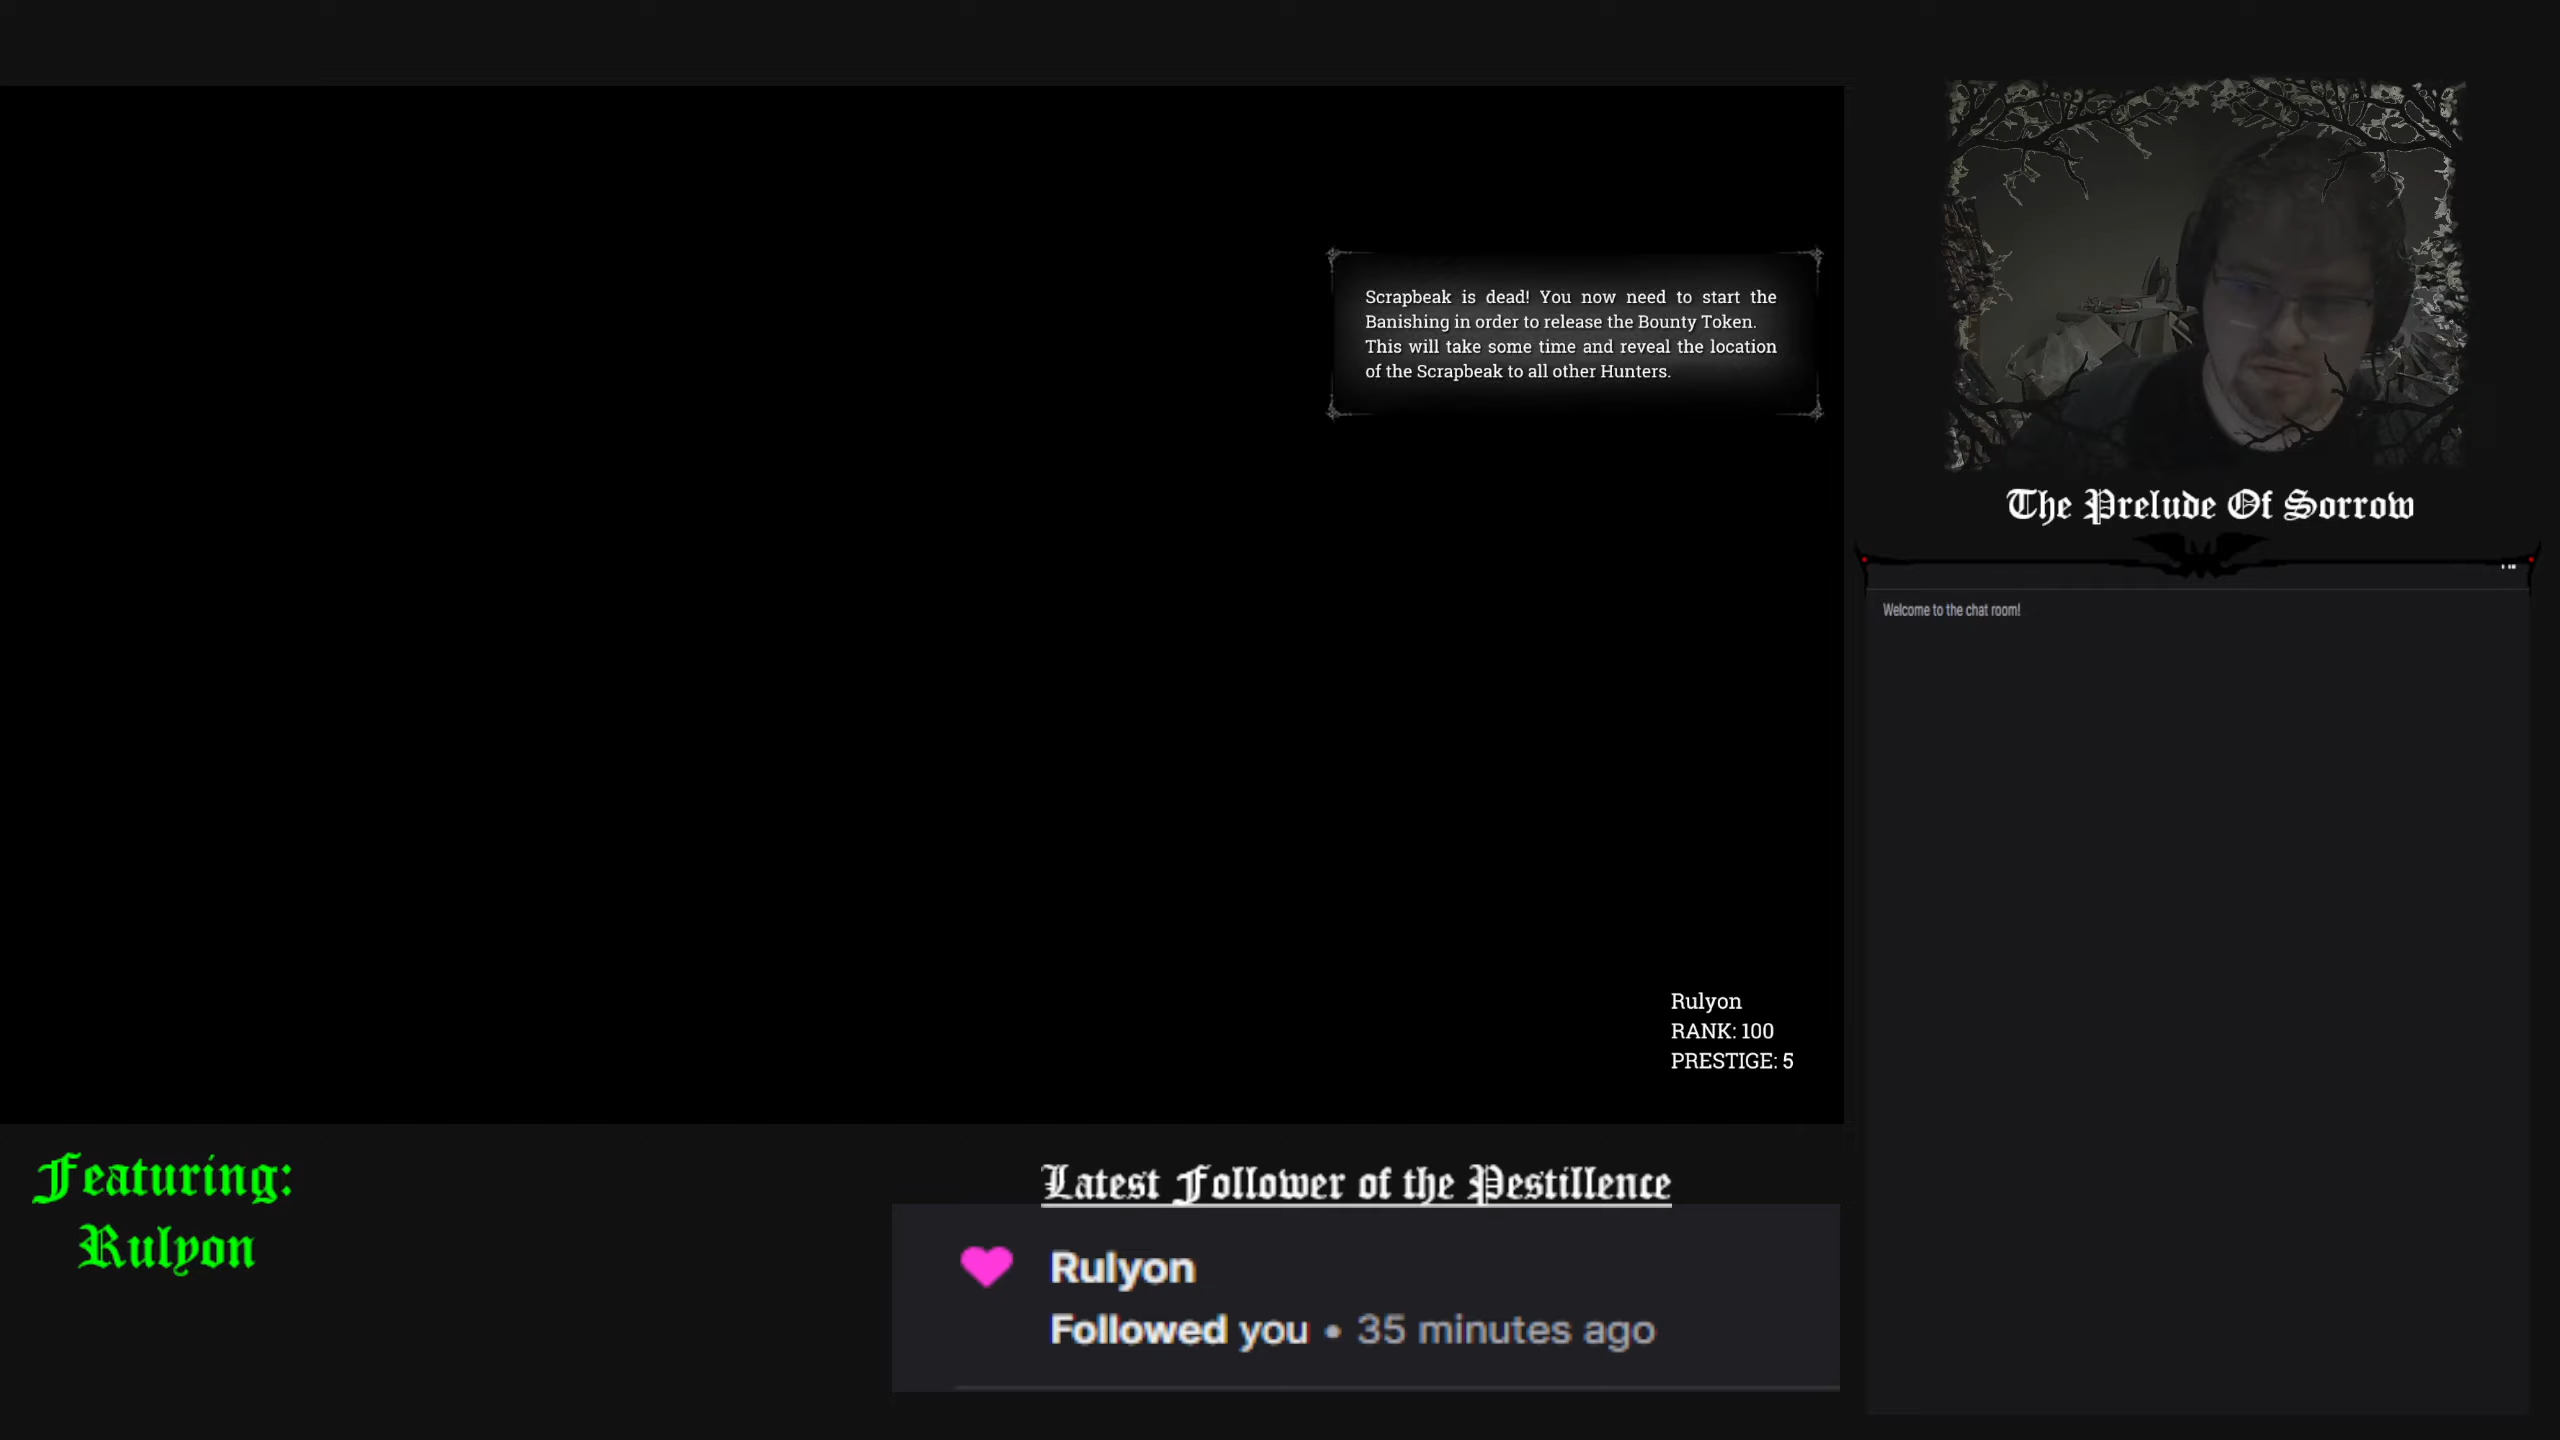 Scrapbeak is dead! You now need to start the
Banishing in order to release the Bounty Token.
This will take some time and reveal the location
of the Scrapbeak to all other Hunters.
The Prelude Of Sorrow
Welcome to the chat room!
Rulyon
RANK: 100
PRESTIGE: 5
Featuring:
Rulyon
Latest Follower of the Pestillence
Rulyon
Followed you • 35 minutes ago